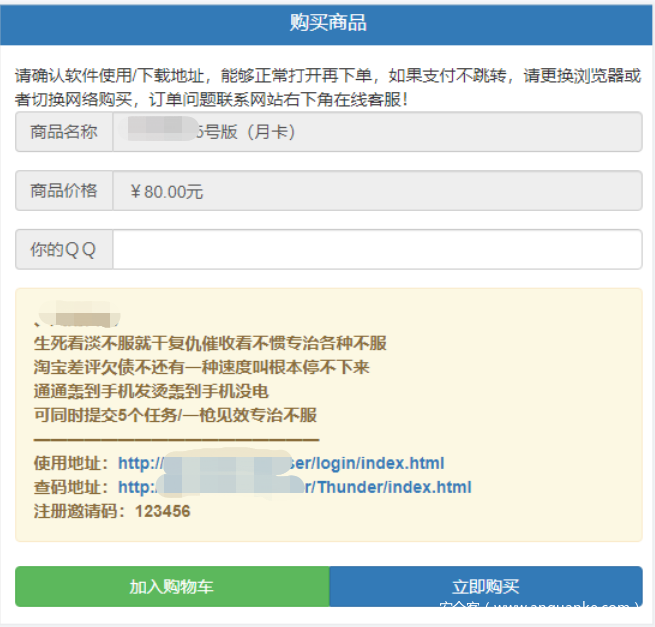 购买商品
请确认软件使用/下载地址，能够正常打开再下单，如果支付不跳转，请更换浏览器或
者切换网络购买，订单问题联系网站右下角在线客服！
商品名称 5号版（月卡）
商品价格 ￥80.00元
你的ＱＱ
生死看淡不服就干复仇催收看不惯专治各种不服
淘宝差评欠债不还有一种速度叫根本停不下来
通通轰到手机发烫轰到手机没电
可同时提交5个任务/一枪见效专治不服
————————————————————
使用地址：http:// ser/login/index.html
查码地址：http: r/Thunder/index.html
注册邀请码：123456
加入购物车 立即购买
安全客（www.anquanke.com）